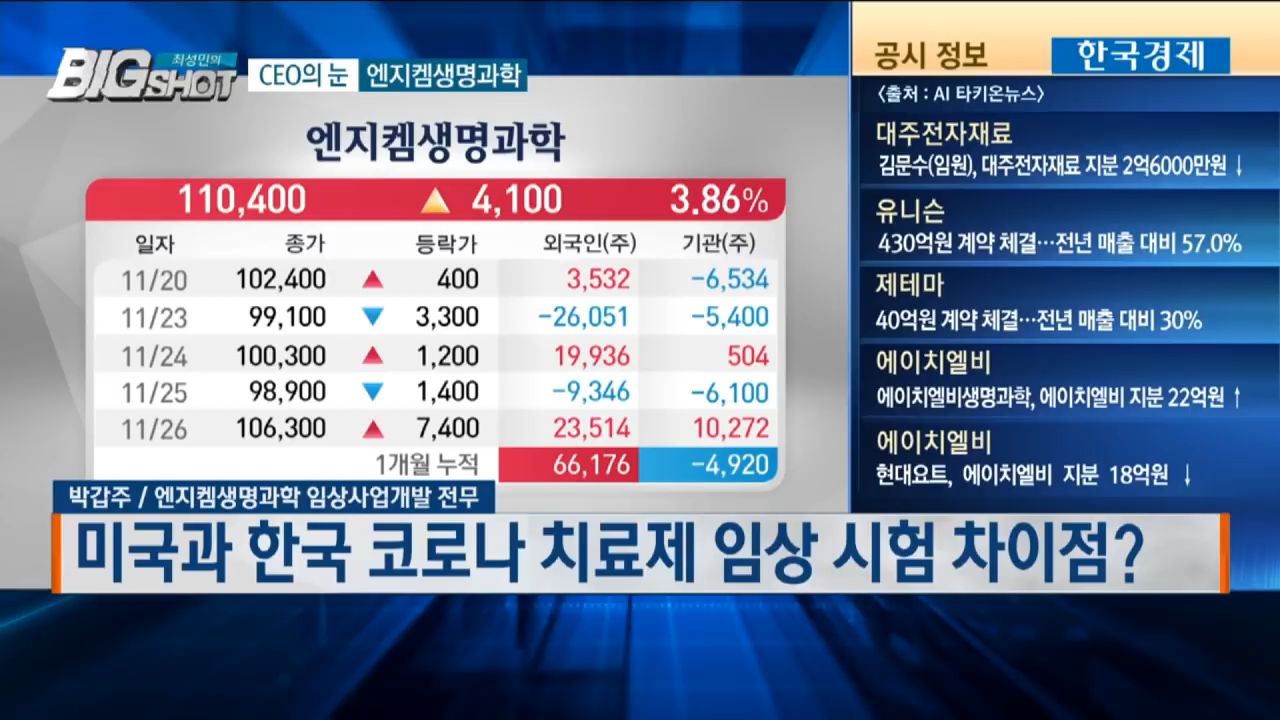 최성민의
BIGSHOT
CEO의 눈 엔지켐생명과학
엔지켐생명과학
110,400 ▲ 4,100 3.86%
일자 종가 등락가 외국인(주) 기관(주)
11/20 102,400 ▲ 400 3,532 -6,534
11/23 99,100 ▼ 3,300 -26,051 -5,400
11/24 100,300 ▲ 1,200 19,936 504
11/25 98,900 ▼ 1,400 -9,346 -6,100
11/26 106,300 ▲ 7,400 23,514 10,272
1개월 누적 66,176 -4,920
박갑주 / 엔지켐생명과학 임상사업개발 전무
미국과 한국 코로나 치료제 임상 시험 차이점?
공시 정보 한국경제
<출처 : AI 타키온뉴스>
대주전자재료
김문수(임원), 대주전자재료 지분 2억6000만원 ↓
유니슨
430억원 계약 체결…전년 매출 대비 57.0%
제테마
40억원 계약 체결…전년 매출 대비 30%
에이치엘비
에이치엘비생명과학, 에이치엘비 지분 22억원 ↑
에이치엘비
현대요트, 에이치엘비 지분 18억원 ↓